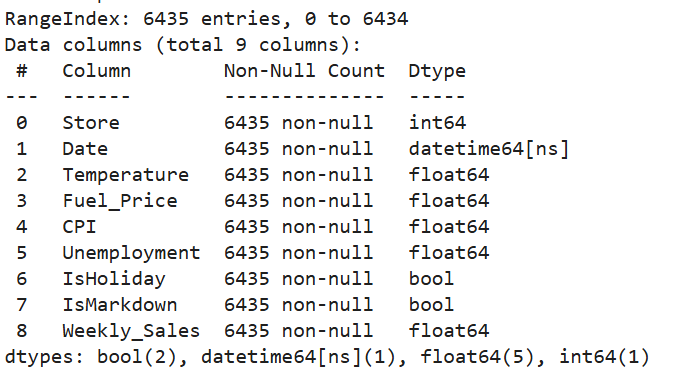 RangeIndex: 6435 entries, 0 to 6434
Data columns (total 9 columns):
 #   Column        Non-Null Count  Dtype
---  ------        --------------  -----
 0   Store         6435 non-null   int64
 1   Date          6435 non-null   datetime64[ns]
 2   Temperature   6435 non-null   float64
 3   Fuel_Price    6435 non-null   float64
 4   CPI           6435 non-null   float64
 5   Unemployment  6435 non-null   float64
 6   IsHoliday     6435 non-null   bool
 7   IsMarkdown    6435 non-null   bool
 8   Weekly_Sales  6435 non-null   float64
dtypes: bool(2), datetime64[ns](1), float64(5), int64(1)